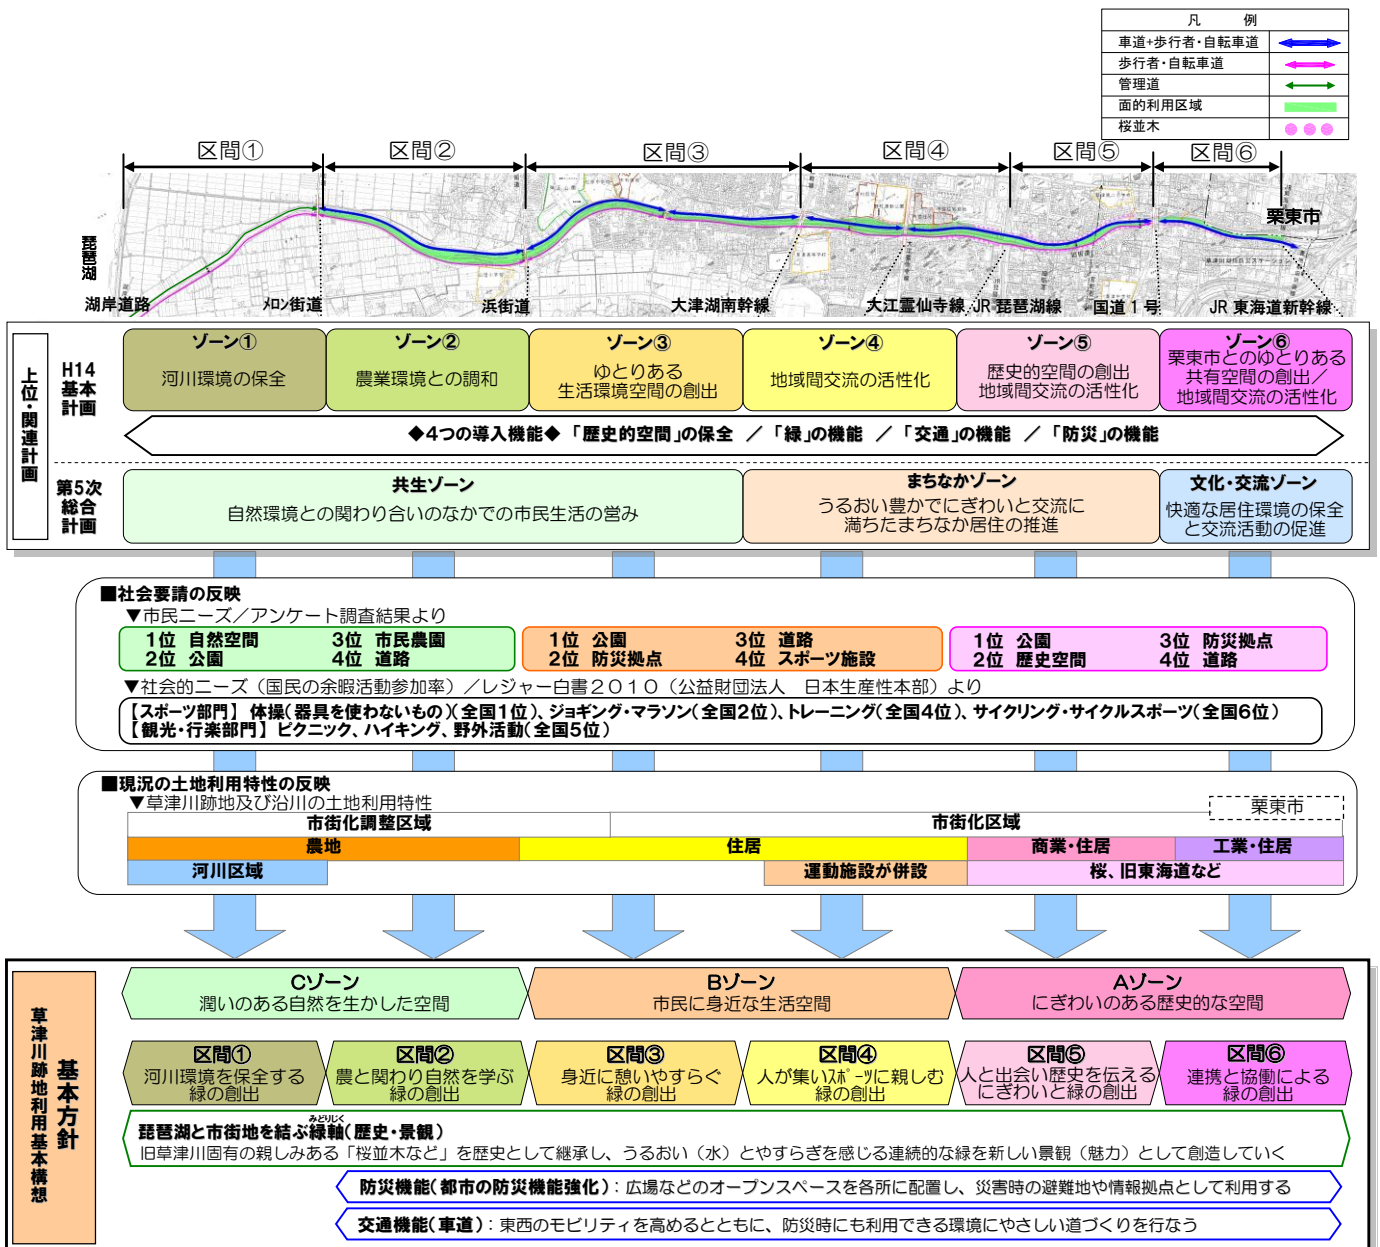 凡　例
車道+歩行者・自転車道
歩行者・自転車道
管理道
面的利用区域
桜並木
区間①
区間②
区間③
区間④
区間⑤
区間⑥
琵琶湖
栗東市
湖岸道路
メロン街道
浜街道
大津湖南幹線
大江霊仙寺線
JR 琵琶湖線
国道1号
JR 東海道新幹線
上位・関連計画
H14
基本
計画
ゾーン①
河川環境の保全
ゾーン②
農業環境との調和
ゾーン③
ゆとりある
生活環境空間の創出
ゾーン④
地域間交流の活性化
ゾーン⑤
歴史的空間の創出
地域間交流の活性化
ゾーン⑥
栗東市とのゆとりある
共有空間の創出／
地域間交流の活性化
◆4つの導入機能◆「歴史的空間」の保全 ／「緑」の機能 ／「交通」の機能 ／「防災」の機能
第5次
総合
計画
共生ゾーン
自然環境との関わり合いのなかでの市民生活の営み
まちなかゾーン
うるおい豊かでにぎわいと交流に
満ちたまちなか居住の推進
文化・交流ゾーン
快適な居住環境の保全
と交流活動の促進
■社会要請の反映
▼市民ニーズ／アンケート調査結果より
1位 自然空間　3位 市民農園
2位 公園　4位 道路
1位 公園　3位 道路
2位 防災拠点　4位 スポーツ施設
1位 公園　3位 防災拠点
2位 歴史空間　4位 道路
▼社会的ニーズ（国民の余暇活動参加率）／レジャー白書２０１０（公益財団法人　日本生産性本部）より
【スポーツ部門】 体操(器具を使わないもの)(全国1位)、ジョギング・マラソン(全国2位)、トレーニング(全国4位)、サイクリング・サイクルスポーツ(全国6位)
【観光・行楽部門】 ピクニック、ハイキング、野外活動(全国5位)
■現況の土地利用特性の反映
▼草津川跡地及び沿川の土地利用特性
栗東市
市街化調整区域
市街化区域
農地
住居
商業・住居
工業・住居
河川区域
運動施設が併設
桜、旧東海道など
草津川跡地利用基本構想
基本方針
Cゾーン
潤いのある自然を生かした空間
Bゾーン
市民に身近な生活空間
Aゾーン
にぎわいのある歴史的な空間
区間①
河川環境を保全する
緑の創出
区間②
農と関わり自然を学ぶ
緑の創出
区間③
身近に憩いやすらぐ
緑の創出
区間④
人が集いスポーツに親しむ
緑の創出
区間⑤
人と出会い歴史を伝える
にぎわいと緑の創出
区間⑥
連携と協働による
緑の創出
みどりじく
琵琶湖と市街地を結ぶ緑軸(歴史・景観)
旧草津川固有の親しみある「桜並木など」を歴史として継承し、うるおい（水）とやすらぎを感じる連続的な緑を新しい景観（魅力）として創造していく
防災機能(都市の防災機能強化)：広場などのオープンスペースを各所に配置し、災害時の避難地や情報拠点として利用する
交通機能(車道)：東西のモビリティを高めるとともに、防災時にも利用できる環境にやさしい道づくりを行なう